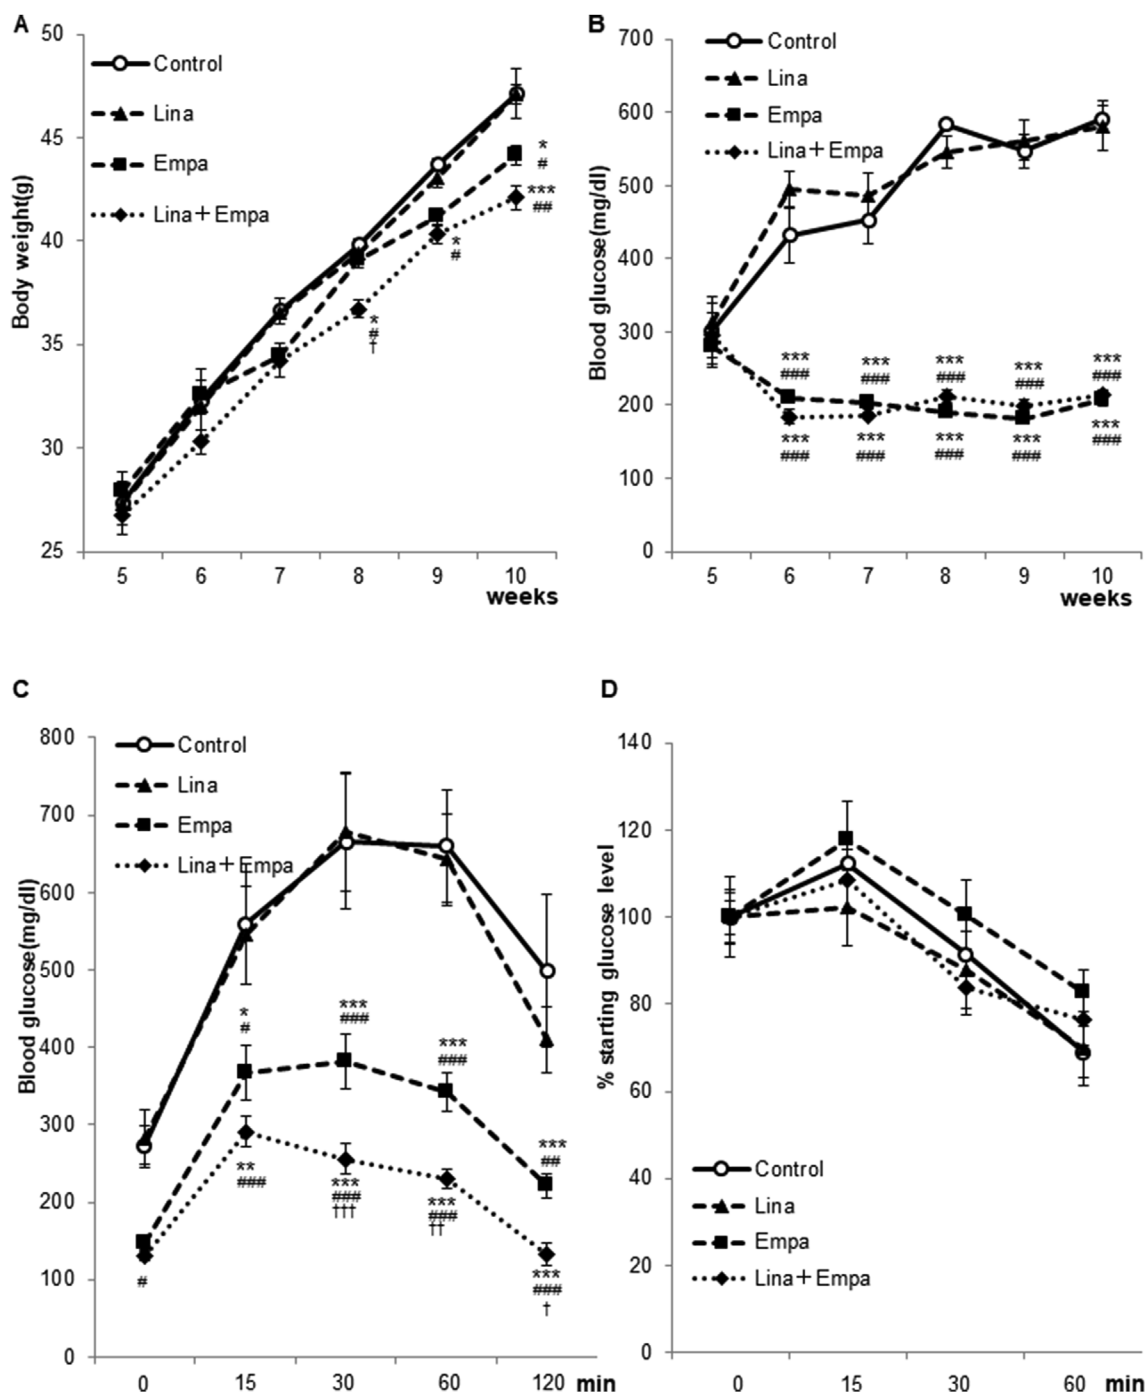 A
Body weight(g)
50
45
40
35
30
25
Control
Lina
Empa
Lina+Empa
*
#
***
##
*
#
*
#
†
5 6 7 8 9 10
weeks
B
Blood glucose(mg/dl)
700
600
500
400
300
200
100
0
Control
Lina
Empa
Lina+Empa
*** *** *** *** ***
### ### ### ### ###
*** *** *** *** ***
### ### ### ### ###
5 6 7 8 9 10
weeks
C
Blood glucose(mg/dl)
800
700
600
500
400
300
200
100
0
Control
Lina
Empa
Lina+Empa
*
#
***
###
***
###
***
##
#
**
###
***
###
†††
***
###
††
***
###
†
0 15 30 60 120 min
D
% starting glucose level
140
120
100
80
60
40
20
0
Control
Lina
Empa
Lina+Empa
0 15 30 60 min